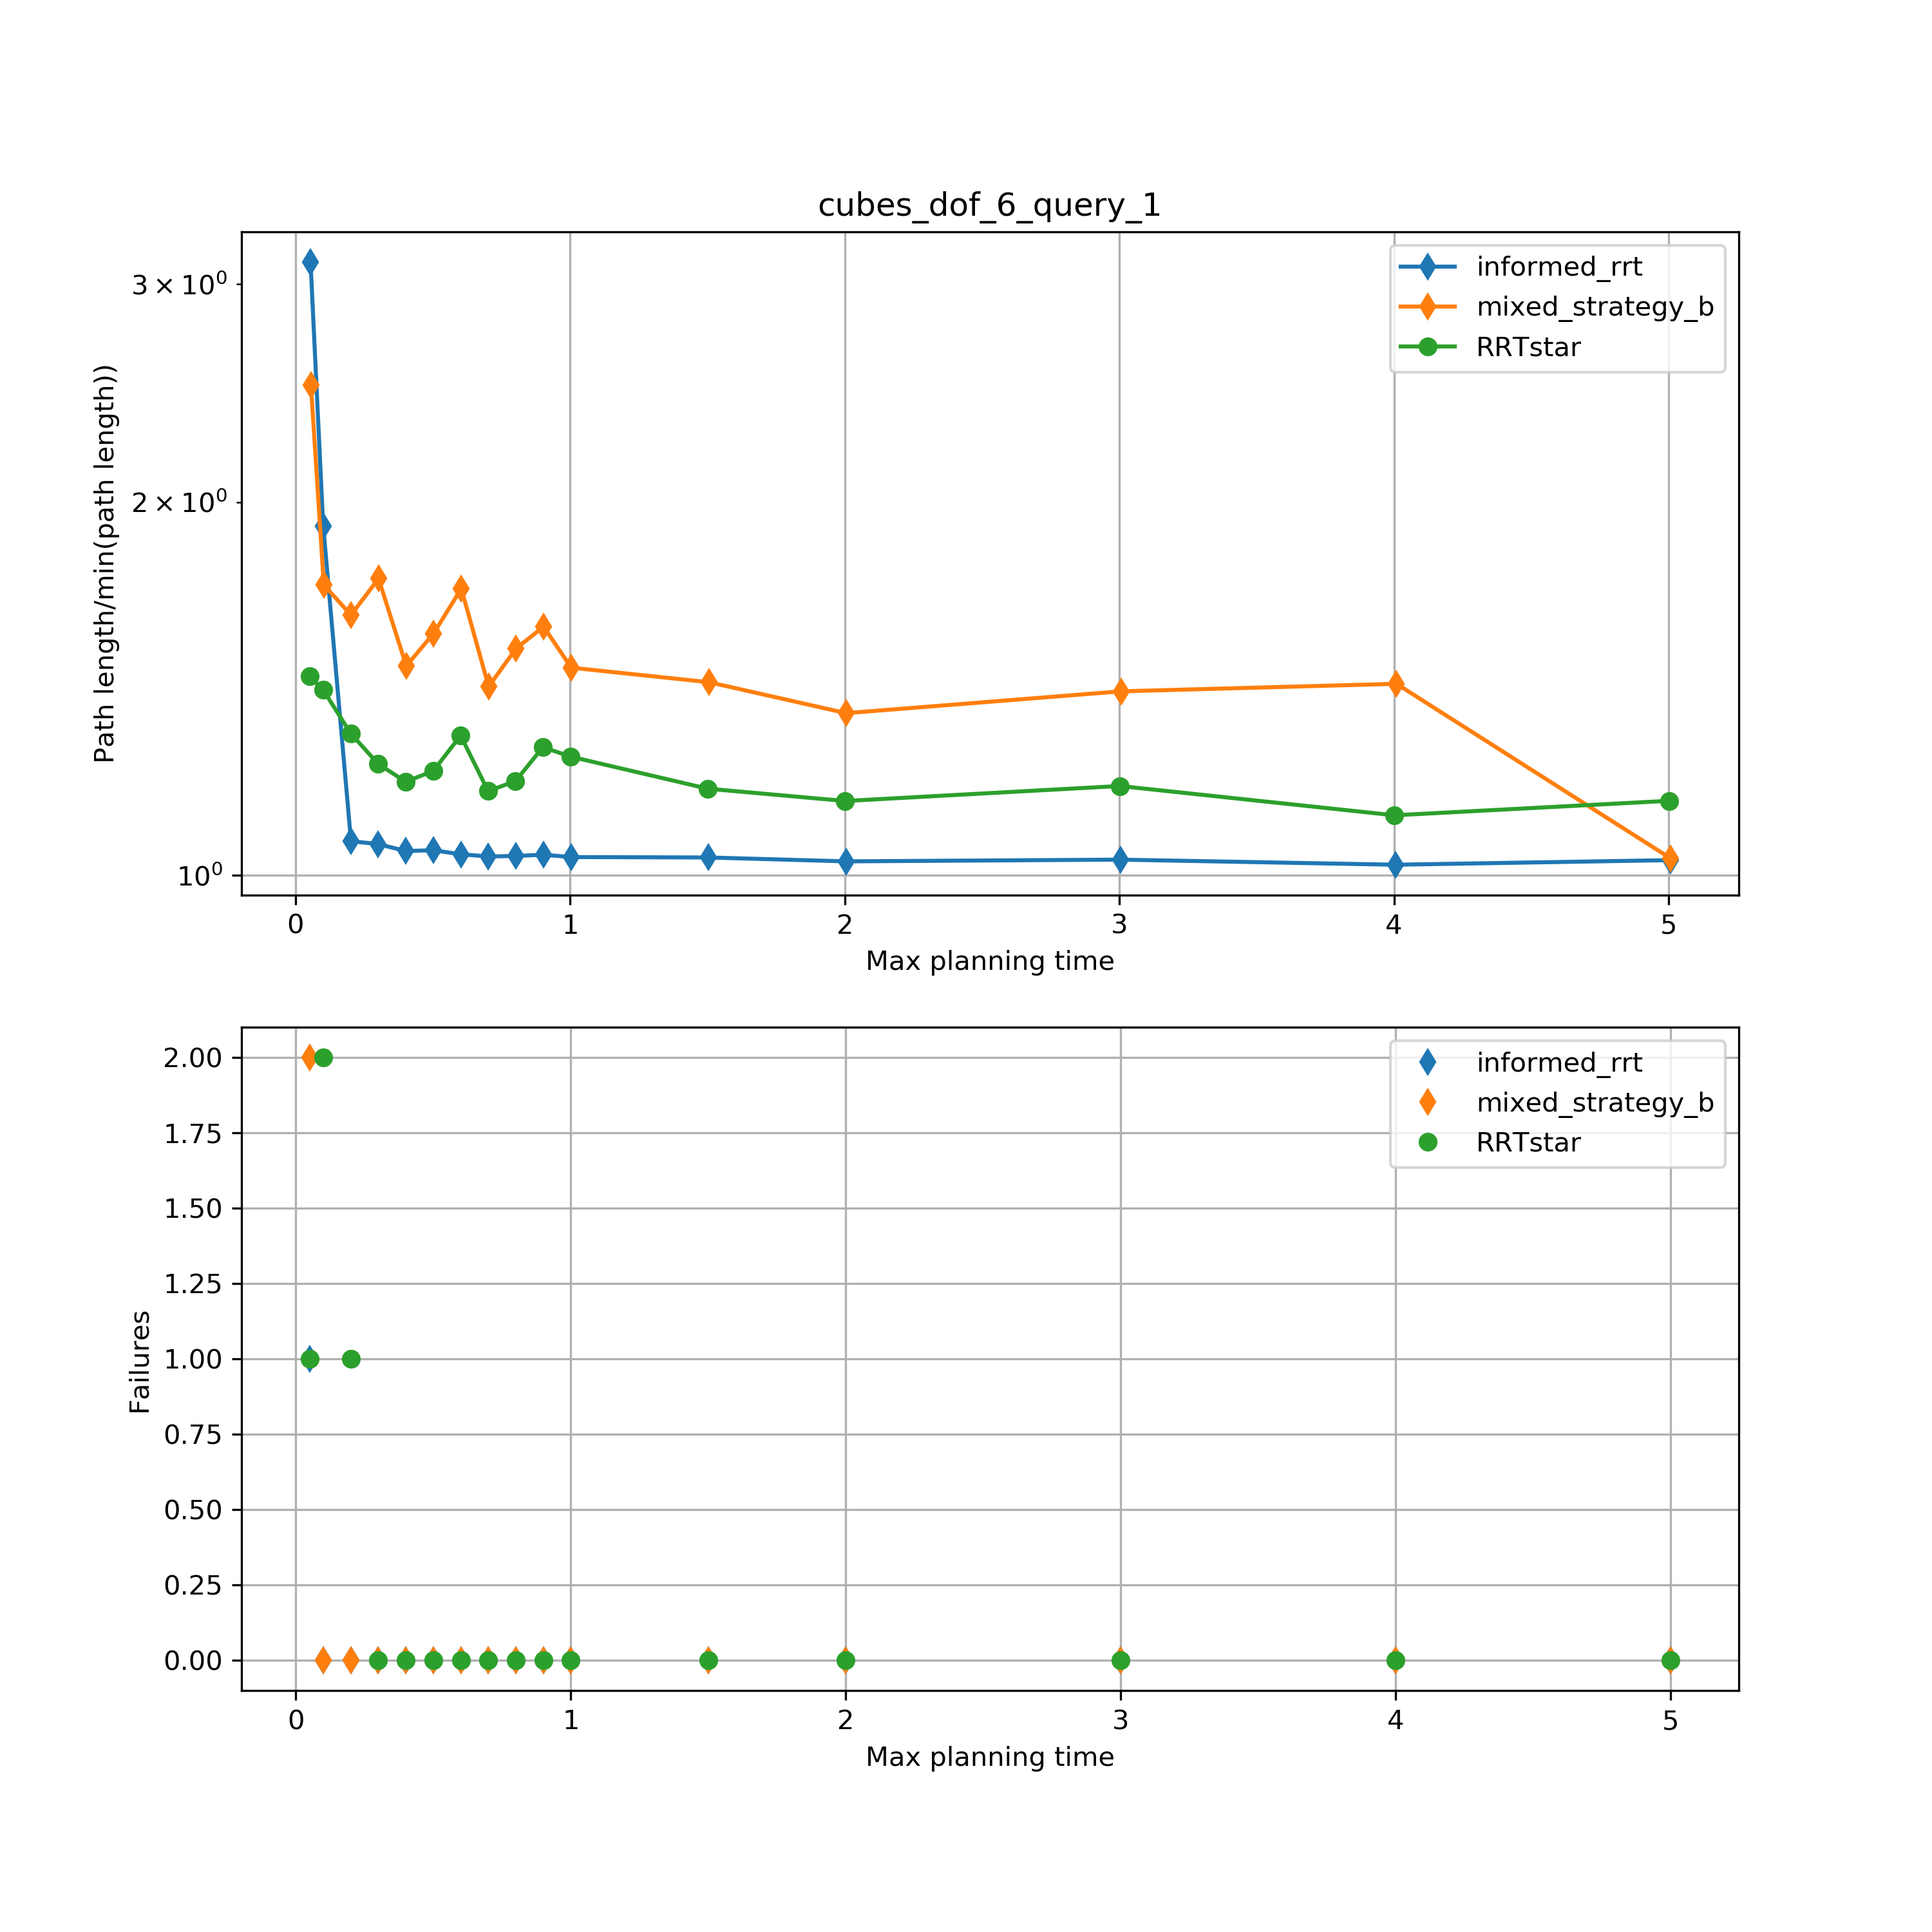 cubes_dof_6_query_1
Path length/min(path length))
3 × 10⁰
2 × 10⁰
10⁰
informed_rrt
mixed_strategy_b
RRTstar
0 1 2 3 4 5
Max planning time
Failures
2.00
1.75
1.50
1.25
1.00
0.75
0.50
0.25
0.00
informed_rrt
mixed_strategy_b
RRTstar
0 1 2 3 4 5
Max planning time